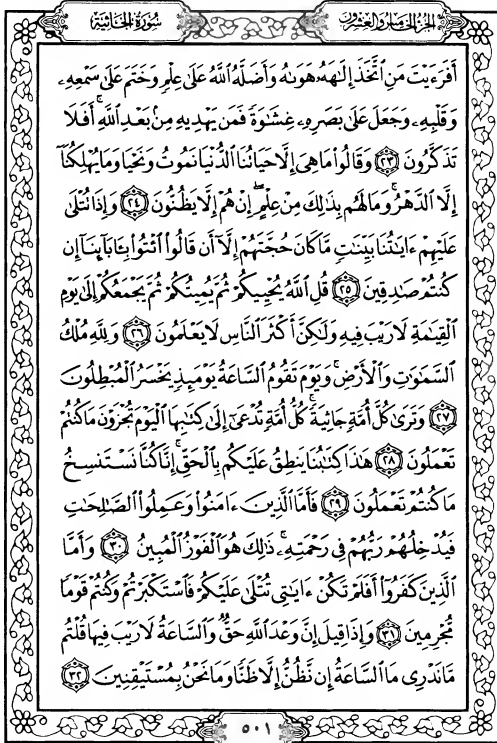 الجزء الخامس والعشرون
سورة الجاثية
أَفَرَءَيْتَ مَنِ ٱتَّخَذَ إِلَٰهَهُۥ هَوَىٰهُ وَأَضَلَّهُ ٱللَّهُ عَلَىٰ عِلْمٍ وَخَتَمَ عَلَىٰ سَمْعِهِۦ
وَقَلْبِهِۦ وَجَعَلَ عَلَىٰ بَصَرِهِۦ غِشَٰوَةً فَمَن يَهْدِيهِ مِنۢ بَعْدِ ٱللَّهِ ۚ أَفَلَا
تَذَكَّرُونَ ٢٣ وَقَالُوا۟ مَا هِىَ إِلَّا حَيَاتُنَا ٱلدُّنْيَا نَمُوتُ وَنَحْيَا وَمَا يُهْلِكُنَآ
إِلَّا ٱلدَّهْرُ ۚ وَمَا لَهُم بِذَٰلِكَ مِنْ عِلْمٍ ۖ إِنْ هُمْ إِلَّا يَظُنُّونَ ٢٤ وَإِذَا تُتْلَىٰ
عَلَيْهِمْ ءَايَٰتُنَا بَيِّنَٰتٍ مَّا كَانَ حُجَّتَهُمْ إِلَّآ أَن قَالُوا۟ ٱئْتُوا۟ بِـَٔابَآئِنَآ إِن
كُنتُمْ صَٰدِقِينَ ٢٥ قُلِ ٱللَّهُ يُحْيِيكُمْ ثُمَّ يُمِيتُكُمْ ثُمَّ يَجْمَعُكُمْ إِلَىٰ يَوْمِ
ٱلْقِيَٰمَةِ لَا رَيْبَ فِيهِ وَلَٰكِنَّ أَكْثَرَ ٱلنَّاسِ لَا يَعْلَمُونَ ٢٦ وَلِلَّهِ مُلْكُ
ٱلسَّمَٰوَٰتِ وَٱلْأَرْضِ ۚ وَيَوْمَ تَقُومُ ٱلسَّاعَةُ يَوْمَئِذٍ يَخْسَرُ ٱلْمُبْطِلُونَ
٢٧ وَتَرَىٰ كُلَّ أُمَّةٍ جَاثِيَةً ۚ كُلُّ أُمَّةٍ تُدْعَىٰٓ إِلَىٰ كِتَٰبِهَا ٱلْيَوْمَ تُجْزَوْنَ مَا كُنتُمْ
تَعْمَلُونَ ٢٨ هَٰذَا كِتَٰبُنَا يَنطِقُ عَلَيْكُم بِٱلْحَقِّ ۚ إِنَّا كُنَّا نَسْتَنسِخُ
مَا كُنتُمْ تَعْمَلُونَ ٢٩ فَأَمَّا ٱلَّذِينَ ءَامَنُوا۟ وَعَمِلُوا۟ ٱلصَّٰلِحَٰتِ
فَيُدْخِلُهُمْ رَبُّهُمْ فِى رَحْمَتِهِۦ ۚ ذَٰلِكَ هُوَ ٱلْفَوْزُ ٱلْمُبِينُ ٣٠ وَأَمَّا
ٱلَّذِينَ كَفَرُوٓا۟ أَفَلَمْ تَكُنْ ءَايَٰتِى تُتْلَىٰ عَلَيْكُمْ فَٱسْتَكْبَرْتُمْ وَكُنتُمْ قَوْمًا
مُّجْرِمِينَ ٣١ وَإِذَا قِيلَ إِنَّ وَعْدَ ٱللَّهِ حَقٌّ وَٱلسَّاعَةُ لَا رَيْبَ فِيهَا قُلْتُم
مَّا نَدْرِى مَا ٱلسَّاعَةُ إِن نَّظُنُّ إِلَّا ظَنًّا وَمَا نَحْنُ بِمُسْتَيْقِنِينَ ٣٢
٥٠١